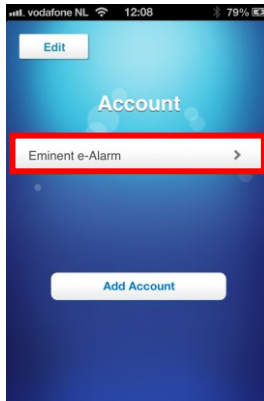 vodafone NL 12:08 79%
Edit
Account
Eminent e-Alarm
Add Account